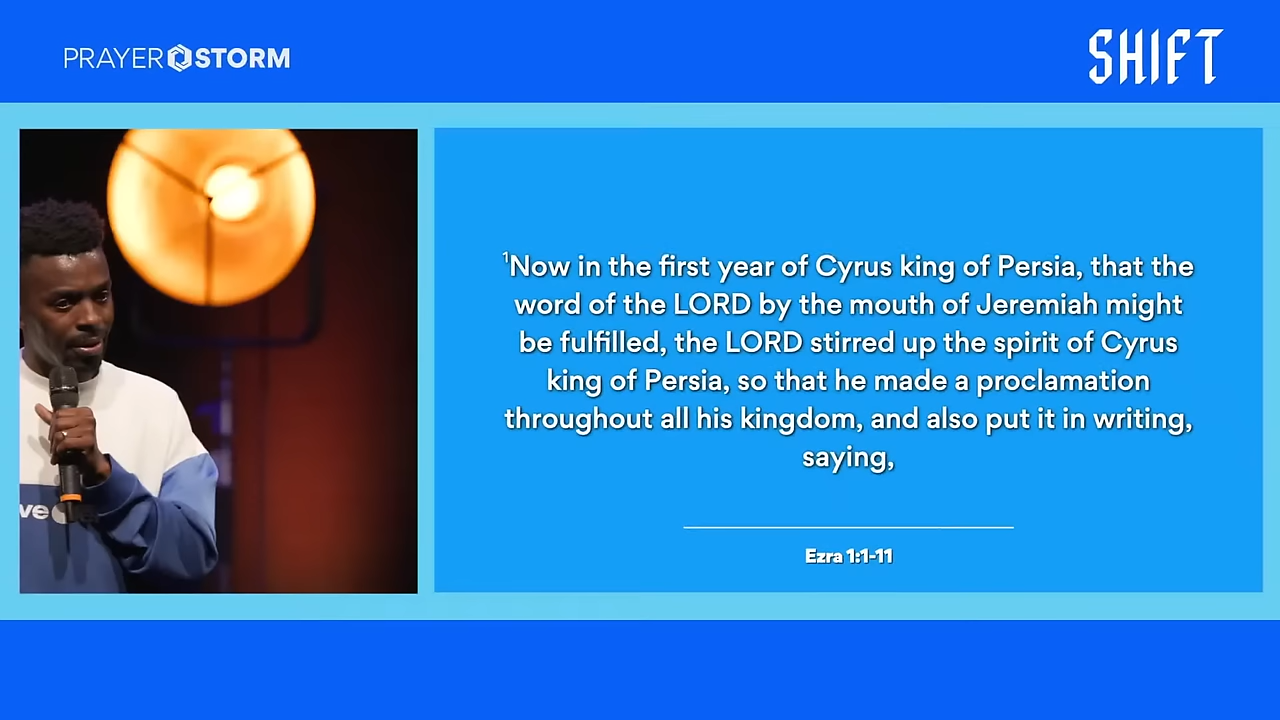 PRAYER STORM
SHIFT
¹Now in the first year of Cyrus king of Persia, that the
word of the LORD by the mouth of Jeremiah might
be fulfilled, the LORD stirred up the spirit of Cyrus
king of Persia, so that he made a proclamation
throughout all his kingdom, and also put it in writing,
saying,
Ezra 1:1-11
ve